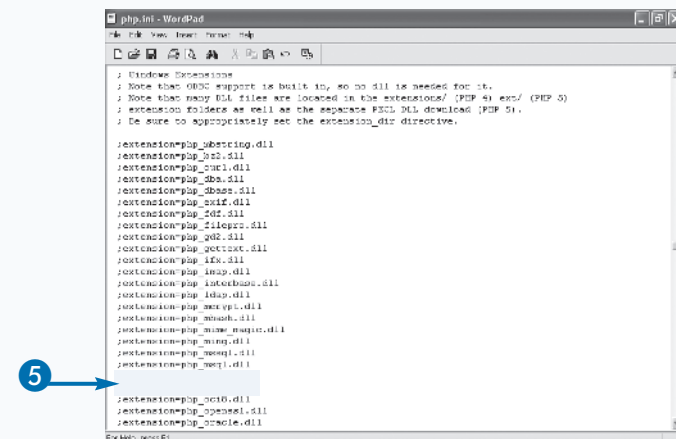 php.ini - WordPad
File Edit View Insert Format Help
; Windows Extensions
; Note that ODBC support is built in, so no dll is needed for it.
; Note that many DLL files are located in the extensions/ (PHP 4) ext/ (PHP 5)
; extension folders as well as the separate PECL DLL download (PHP 5).
; Be sure to appropriately set the extension_dir directive.
;extension=php_mbstring.dll
;extension=php_bz2.dll
;extension=php_curl.dll
;extension=php_dba.dll
;extension=php_dbase.dll
;extension=php_exif.dll
;extension=php_fdf.dll
;extension=php_filepro.dll
;extension=php_gd2.dll
;extension=php_gettext.dll
;extension=php_ifx.dll
;extension=php_imap.dll
;extension=php_interbase.dll
;extension=php_ldap.dll
;extension=php_mcrypt.dll
;extension=php_mhash.dll
;extension=php_mime_magic.dll
;extension=php_ming.dll
;extension=php_mssql.dll
;extension=php_msql.dll
5
;extension=php_oci8.dll
;extension=php_openssl.dll
;extension=php_oracle.dll
For Help, press F1